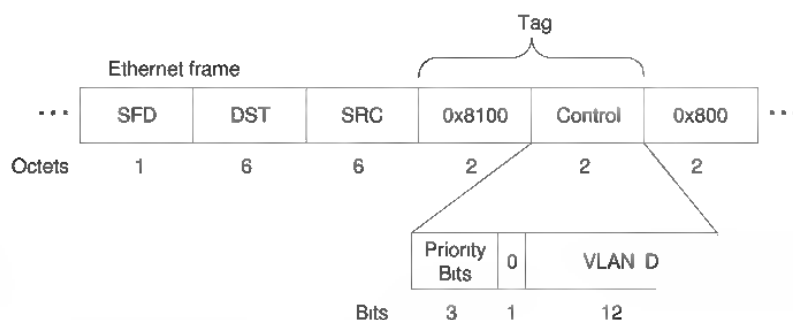 Tag
Ethernet frame
··· SFD DST SRC 0x8100 Control 0x800 ··
Octets 1 6 6 2 2 2
Priority
Bits 0 VLAN D
Bits 3 1 12